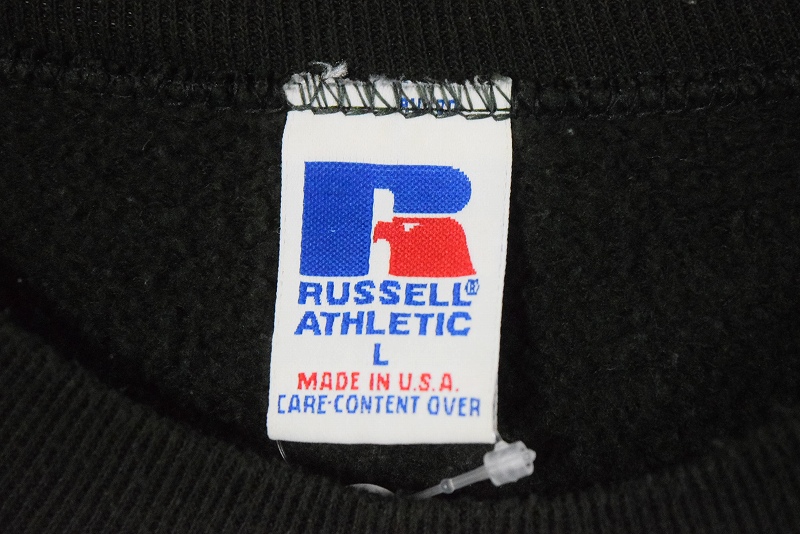 RUSSELL®
ATHLETIC
L
MADE IN U.S.A.
CARE-CONTENT OVER